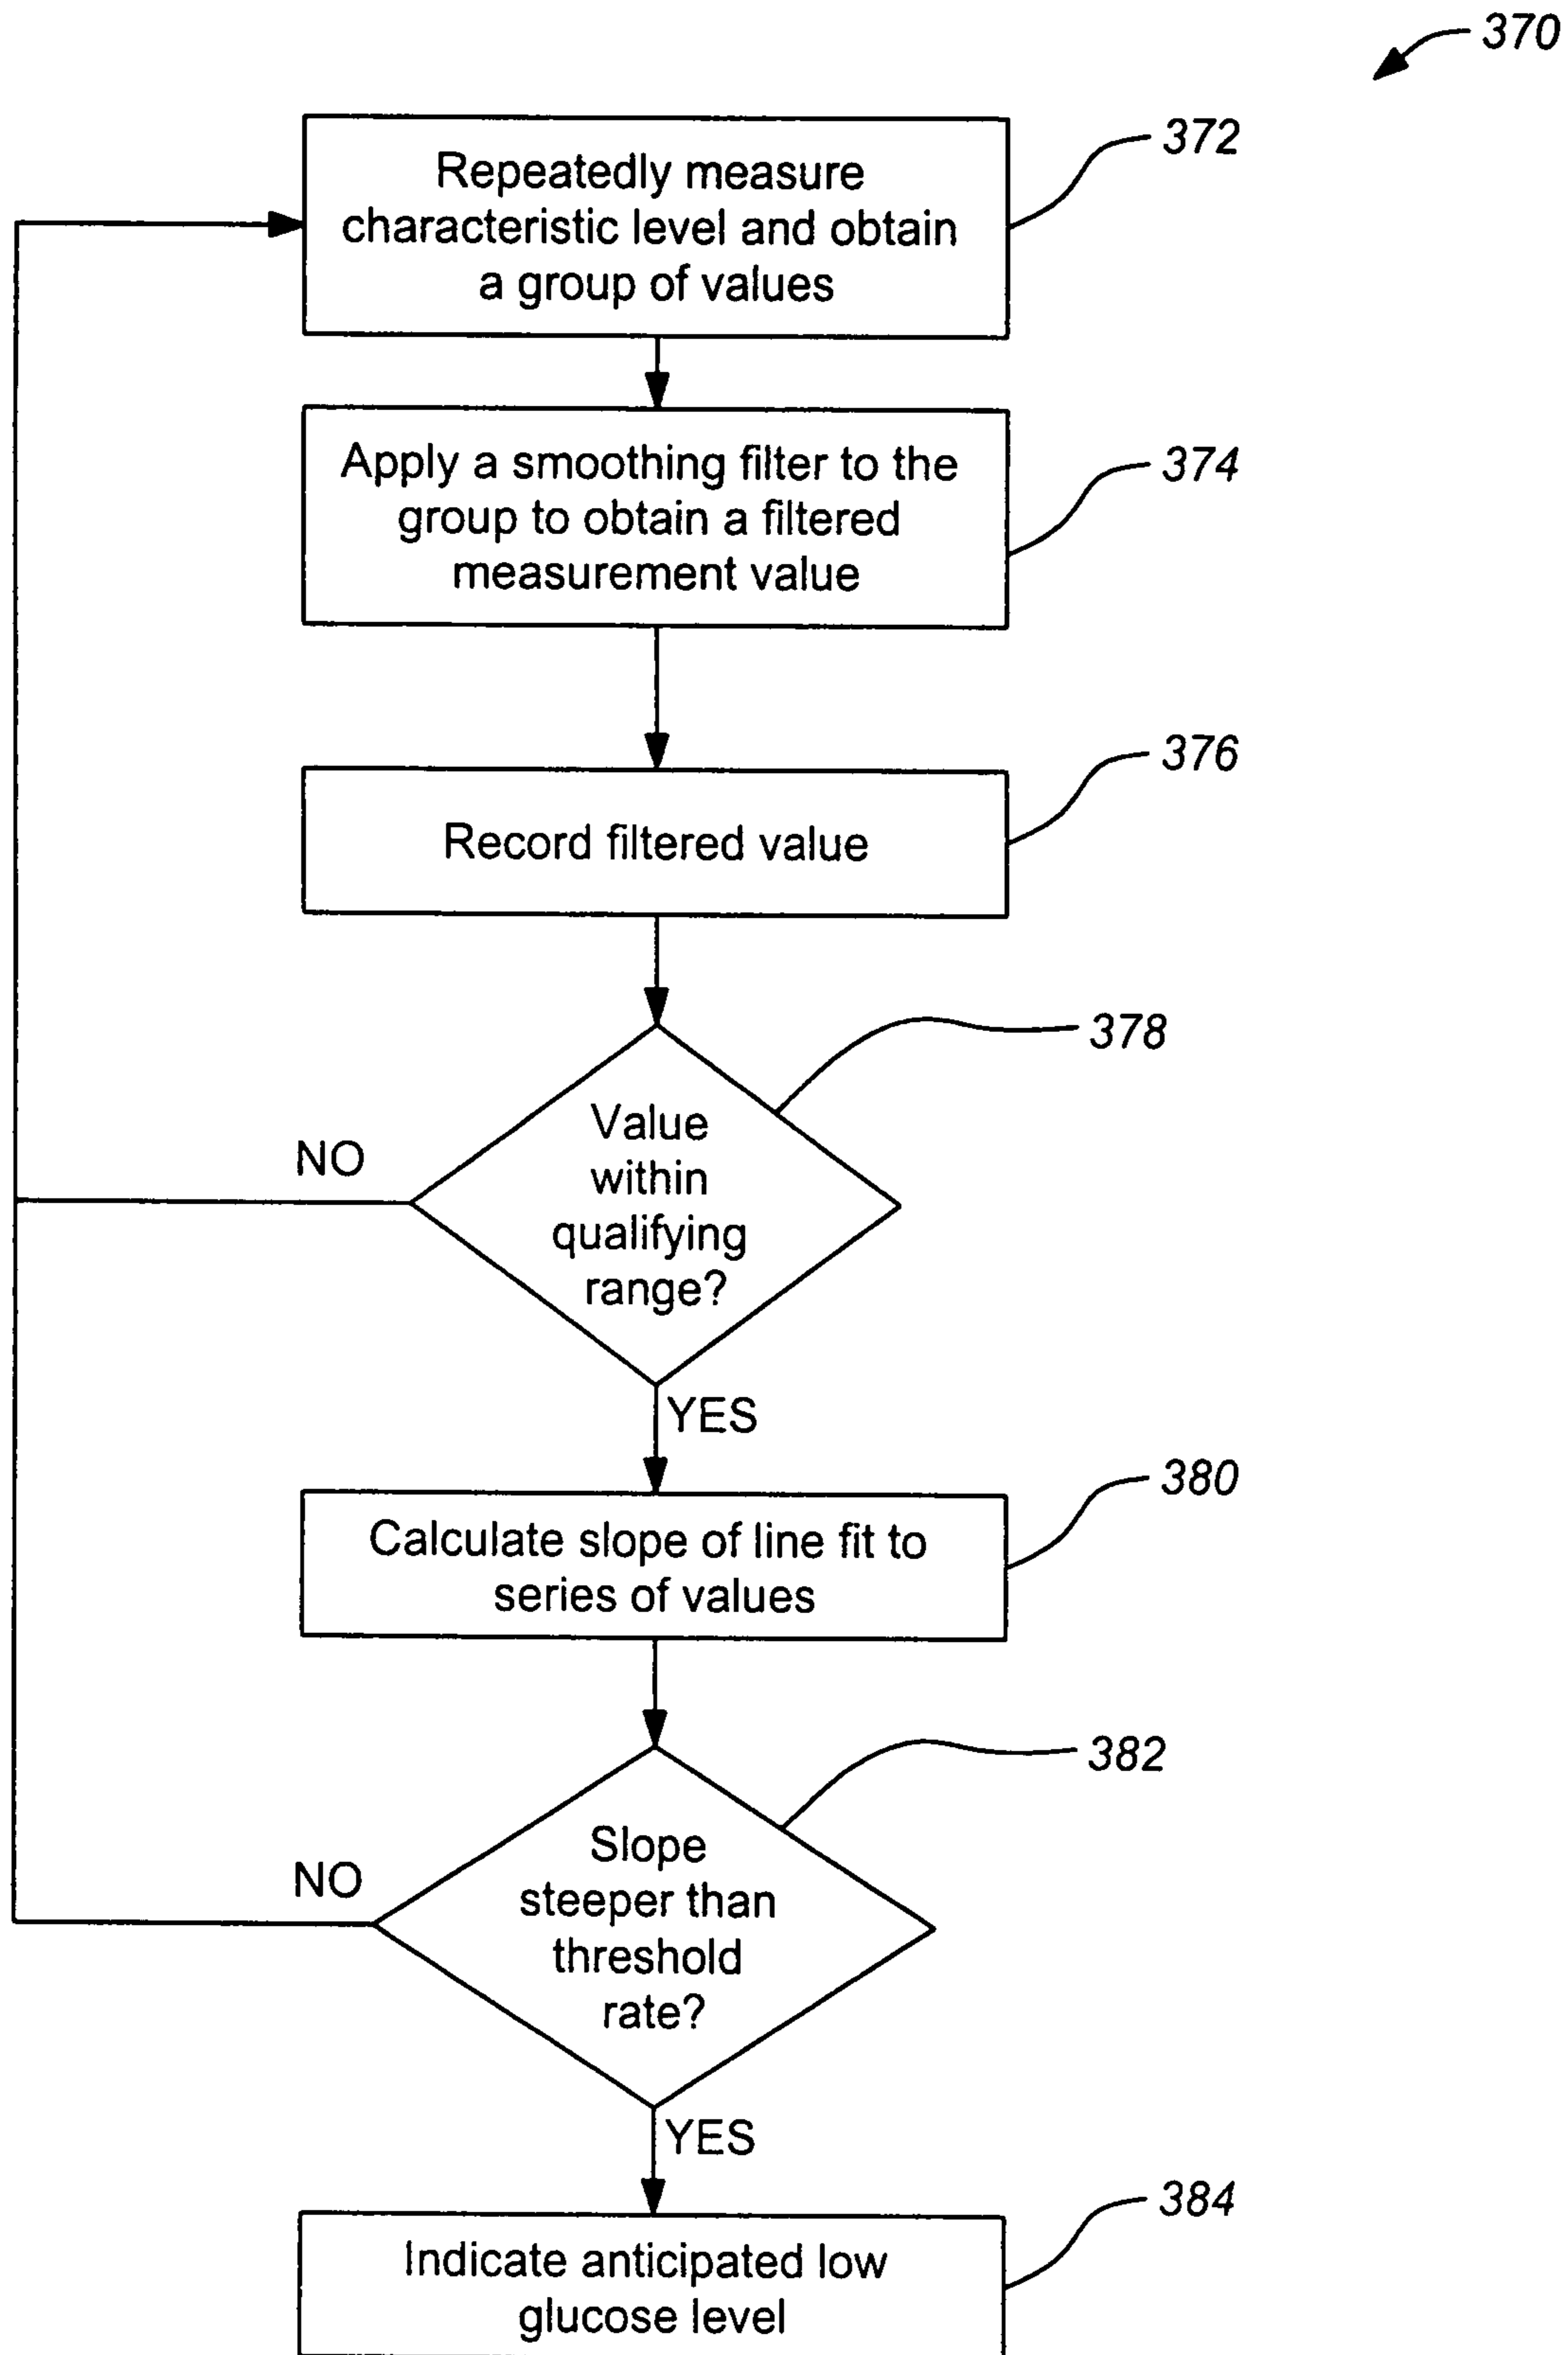 370
Repeatedly measure
characteristic level and obtain
a group of values
372
Apply a smoothing filter to the
group to obtain a filtered
measurement value
374
Record filtered value
376
Value
within
qualifying
range?
378
NO
YES
Calculate slope of line fit to
series of values
380
Slope
steeper than
threshold
rate?
382
NO
YES
Indicate anticipated low
glucose level
384